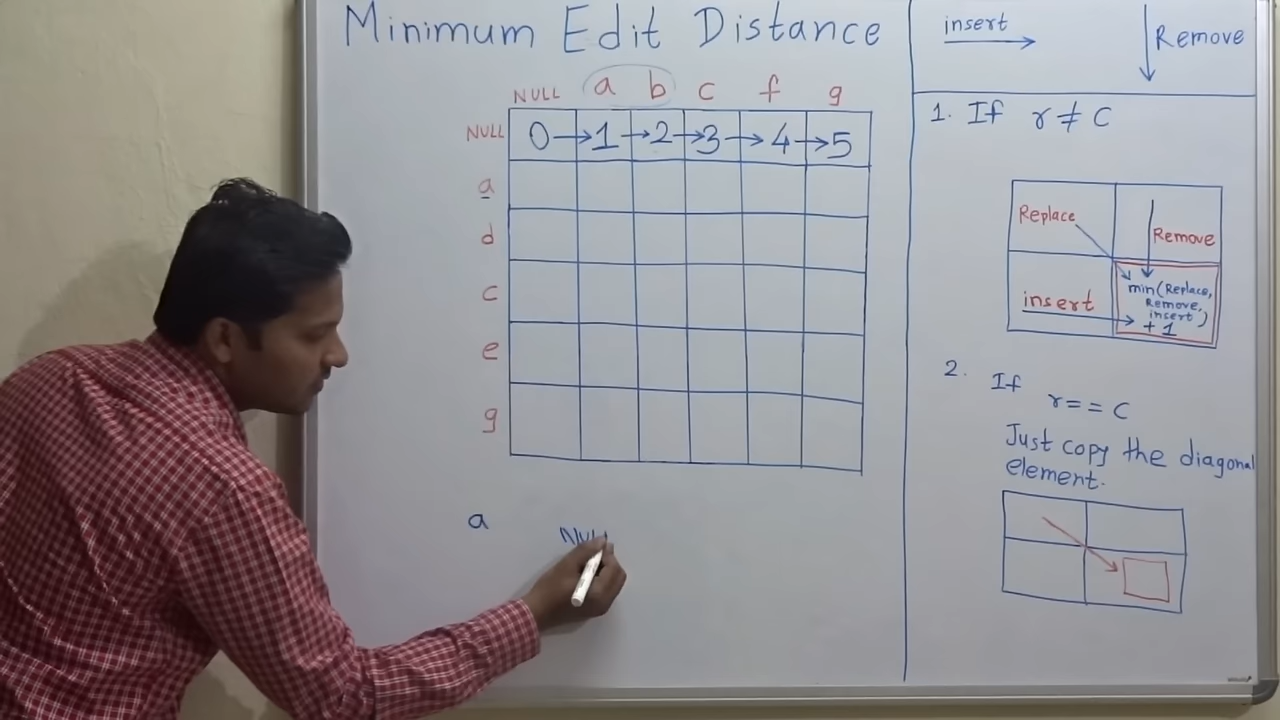 Minimum Edit Distance
NULL a b c f g
NULL 0 → 1 → 2 → 3 → 4 → 5
a
d
c
e
g
a
insert
Remove
1. If r ≠ c
Replace
Remove
insert
min(Replace,
Remove,
insert)
+ 1
2. If
r == c
Just copy the diagonal
element.